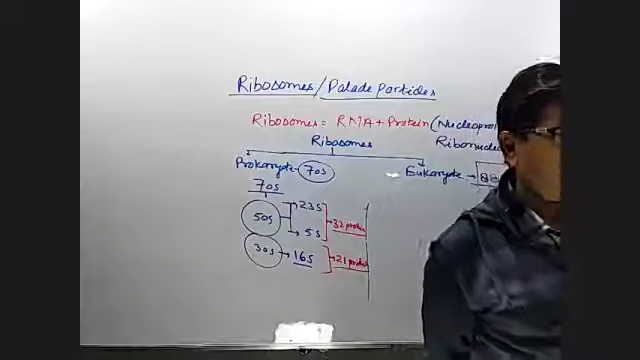 Ribosomes/Palade Particles
Ribosomes = RNA + Protein (Nucleopro
Ribosomes Ribonucleo
Prokaryote 70s Eukaryote → 
70s
50s → 23s
→ 5s 32 protein
30s → 16s 21 protein